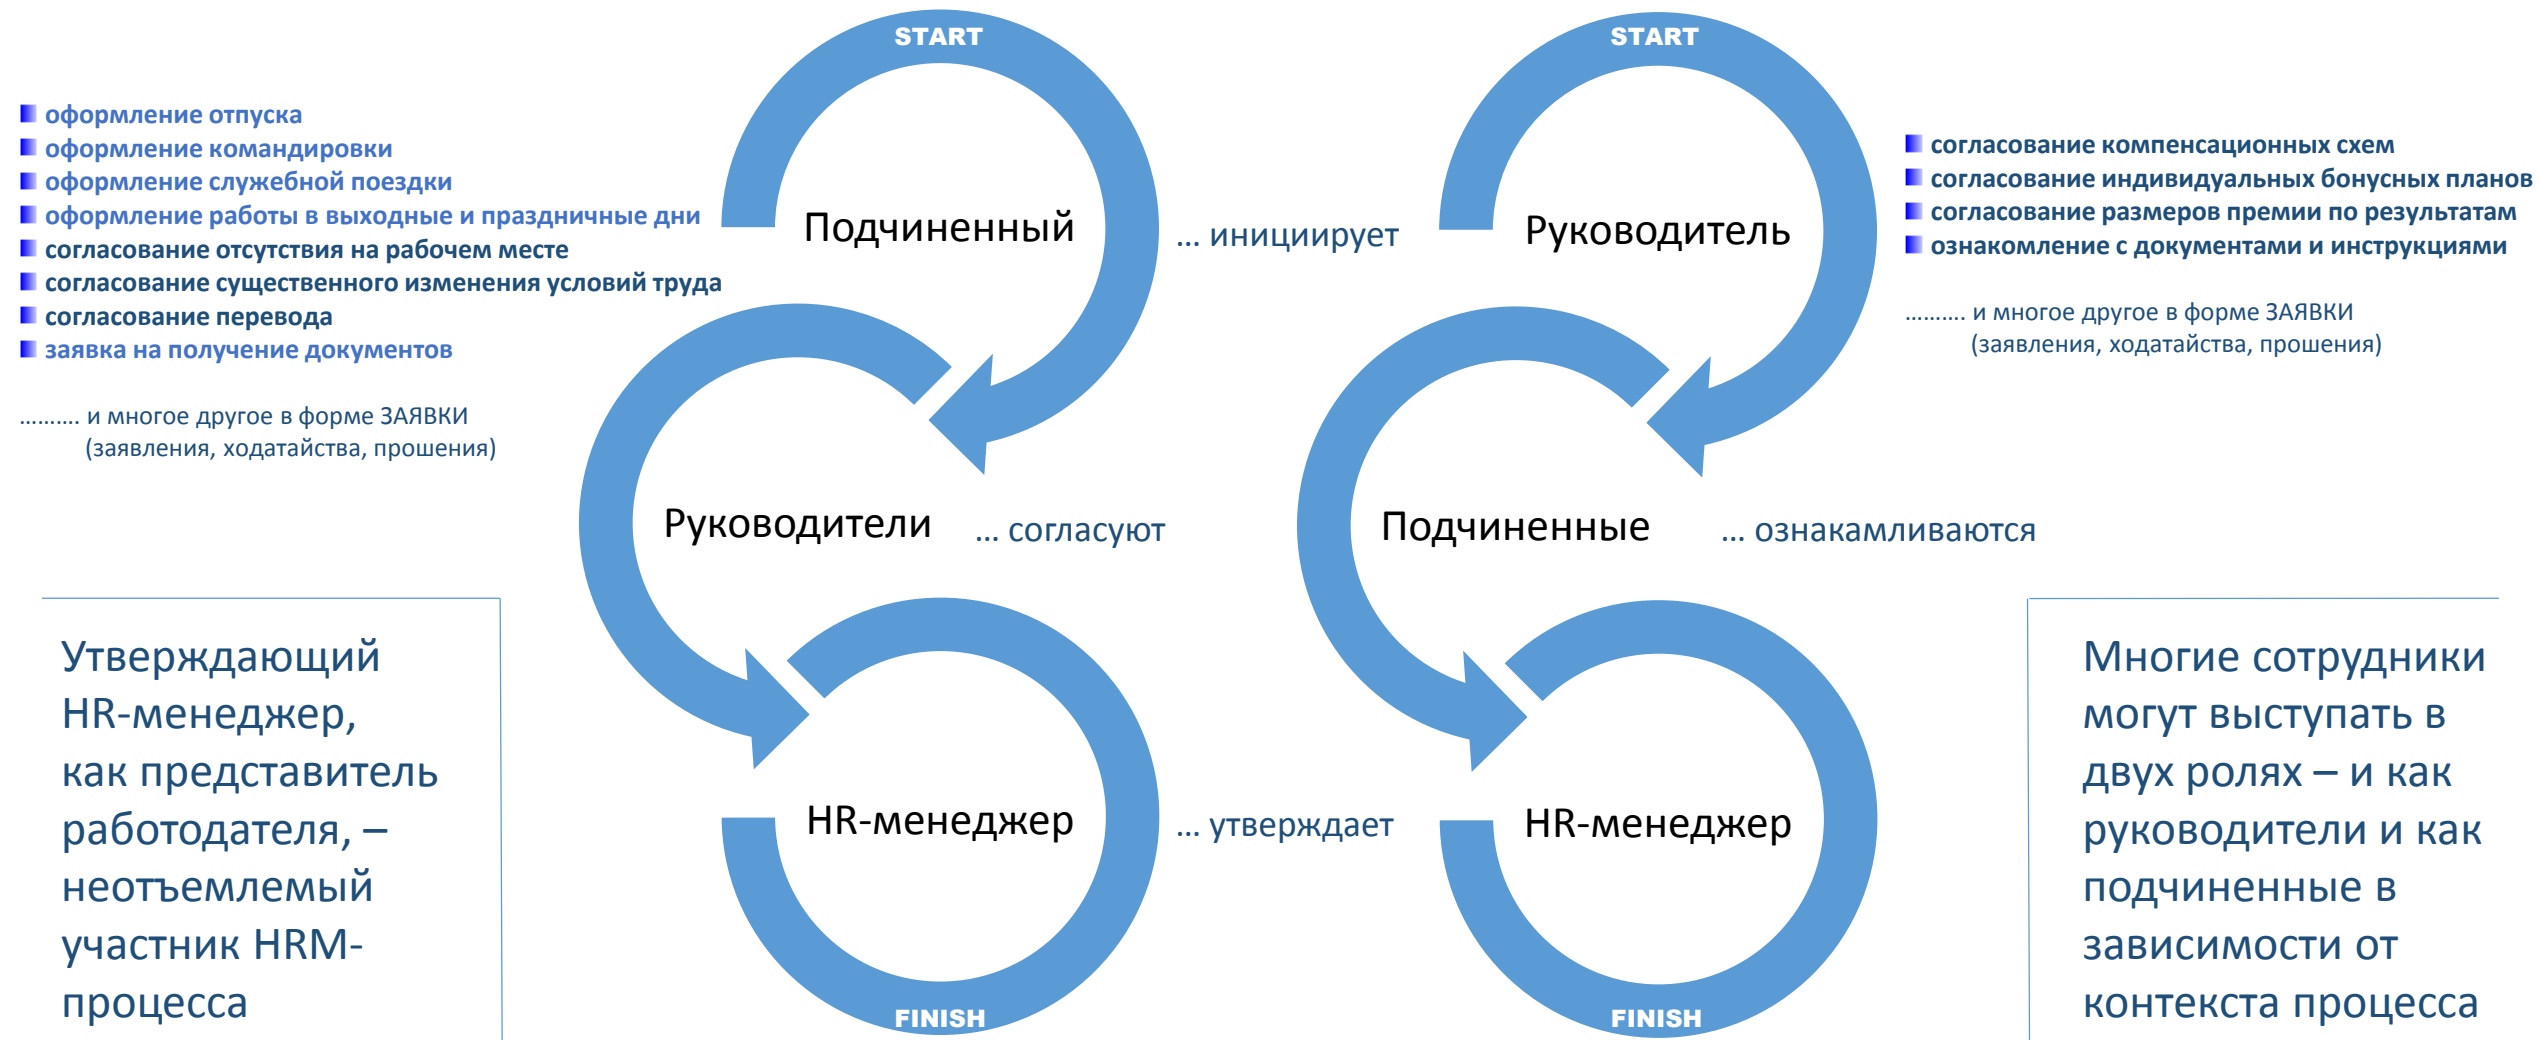 START
START
оформление отпуска
оформление командировки
оформление служебной поездки
оформление работы в выходные и праздничные дни
согласование отсутствия на рабочем месте
согласование существенного изменения условий труда
согласование перевода
заявка на получение документов
………. и многое другое в форме ЗАЯВКИ
(заявления, ходатайства, прошения)
Подчиненный
… инициирует
Руководитель
согласование компенсационных схем
согласование индивидуальных бонусных планов
согласование размеров премии по результатам
ознакомление с документами и инструкциями
………. и многое другое в форме ЗАЯВКИ
(заявления, ходатайства, прошения)
Руководители
… согласуют
Подчиненные
… ознакамливаются
Утверждающий
HR-менеджер,
как представитель
работодателя, –
неотъемлемый
участник HRM-
процесса
HR-менеджер
… утверждает
HR-менеджер
Многие сотрудники
могут выступать в
двух ролях – и как
руководители и как
подчиненные в
зависимости от
контекста процесса
FINISH
FINISH